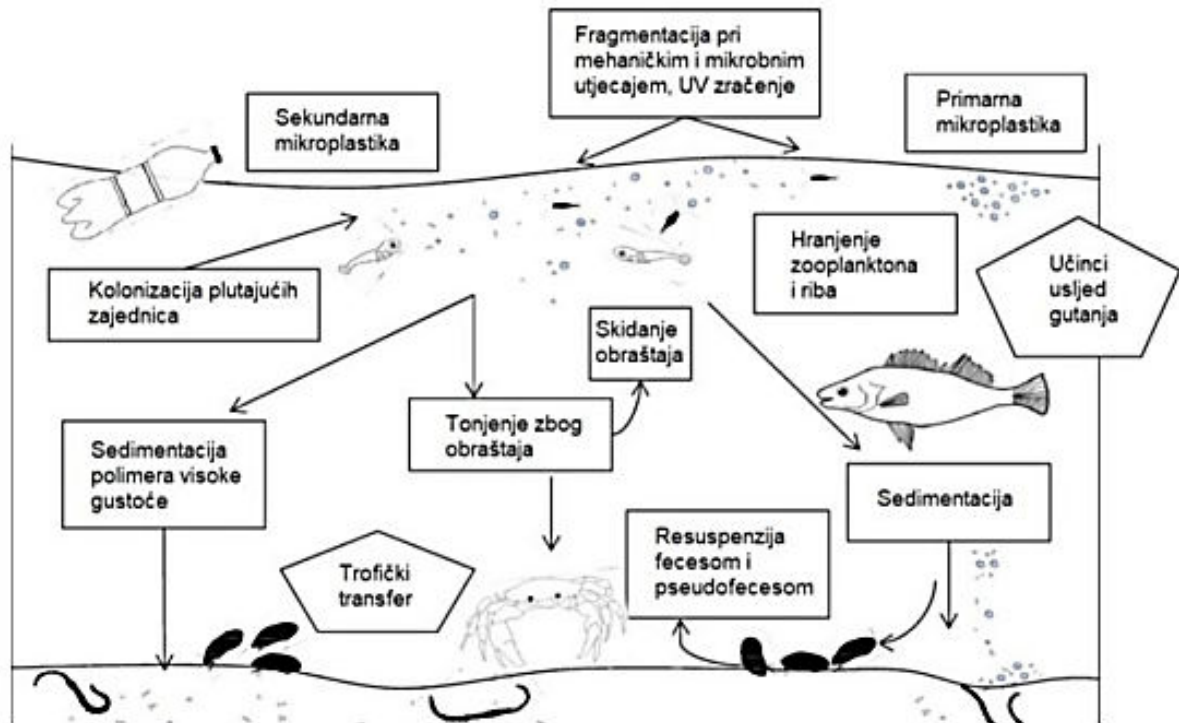 Fragmentacija pri
mehaničkim i mikrobnim
utjecajem, UV zračenje
Sekundarna
mikroplastika
Primarna
mikroplastika
Kolonizacija plutajućih
zajednica
Hranjenje
zooplanktona
i riba
Učinci
usljed
gutanja
Skidanje
obraštaja
Tonjenje zbog
obraštaja
Sedimentacija
polimera visoke
gustoće
Sedimentacija
Trofički
transfer
Resuspenzija
fecesom i
pseudofecesom